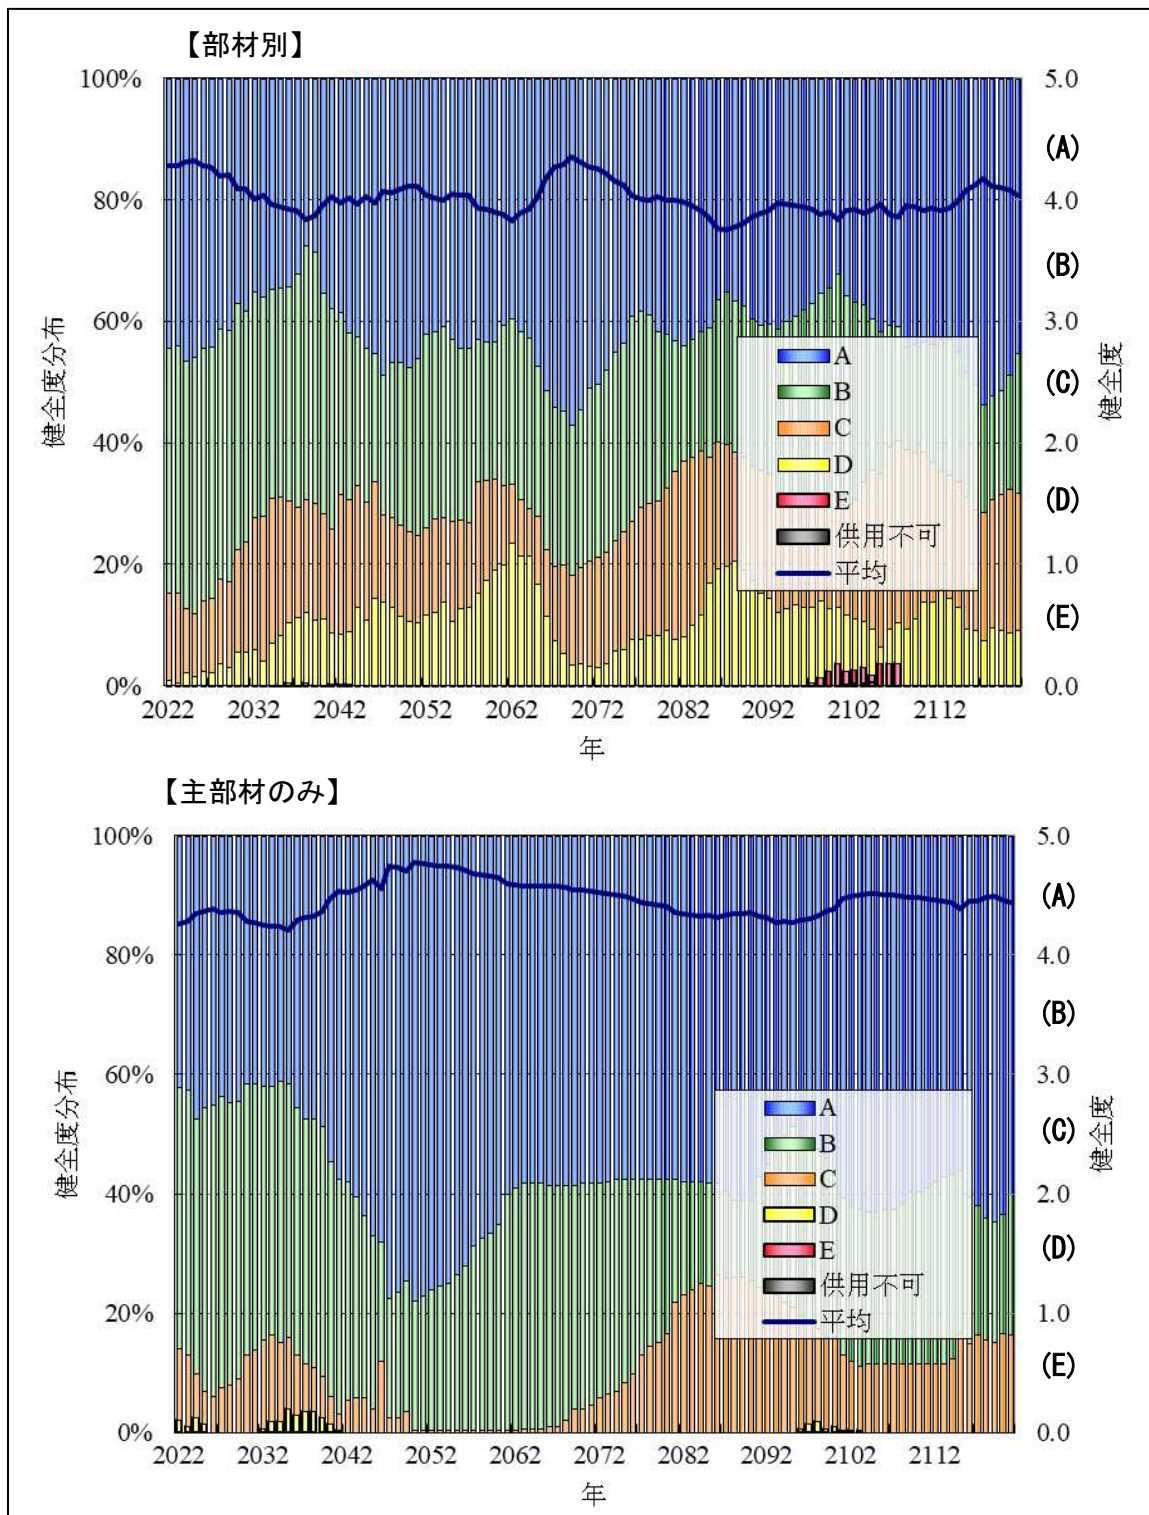 【部材別】
100%
80%
60%
40%
20%
0%
健全度分布
5.0
4.0
3.0
2.0
1.0
0.0
(A)
(B)
(C)
(D)
(E)
健全度
A
B
C
D
E
供用不可
平均
2022 2032 2042 2052 2062 2072 2082 2092 2102 2112
年
【主部材のみ】
100%
80%
60%
40%
20%
0%
健全度分布
5.0
4.0
3.0
2.0
1.0
0.0
(A)
(B)
(C)
(D)
(E)
健全度
A
B
C
D
E
供用不可
平均
2022 2032 2042 2052 2062 2072 2082 2092 2102 2112
年